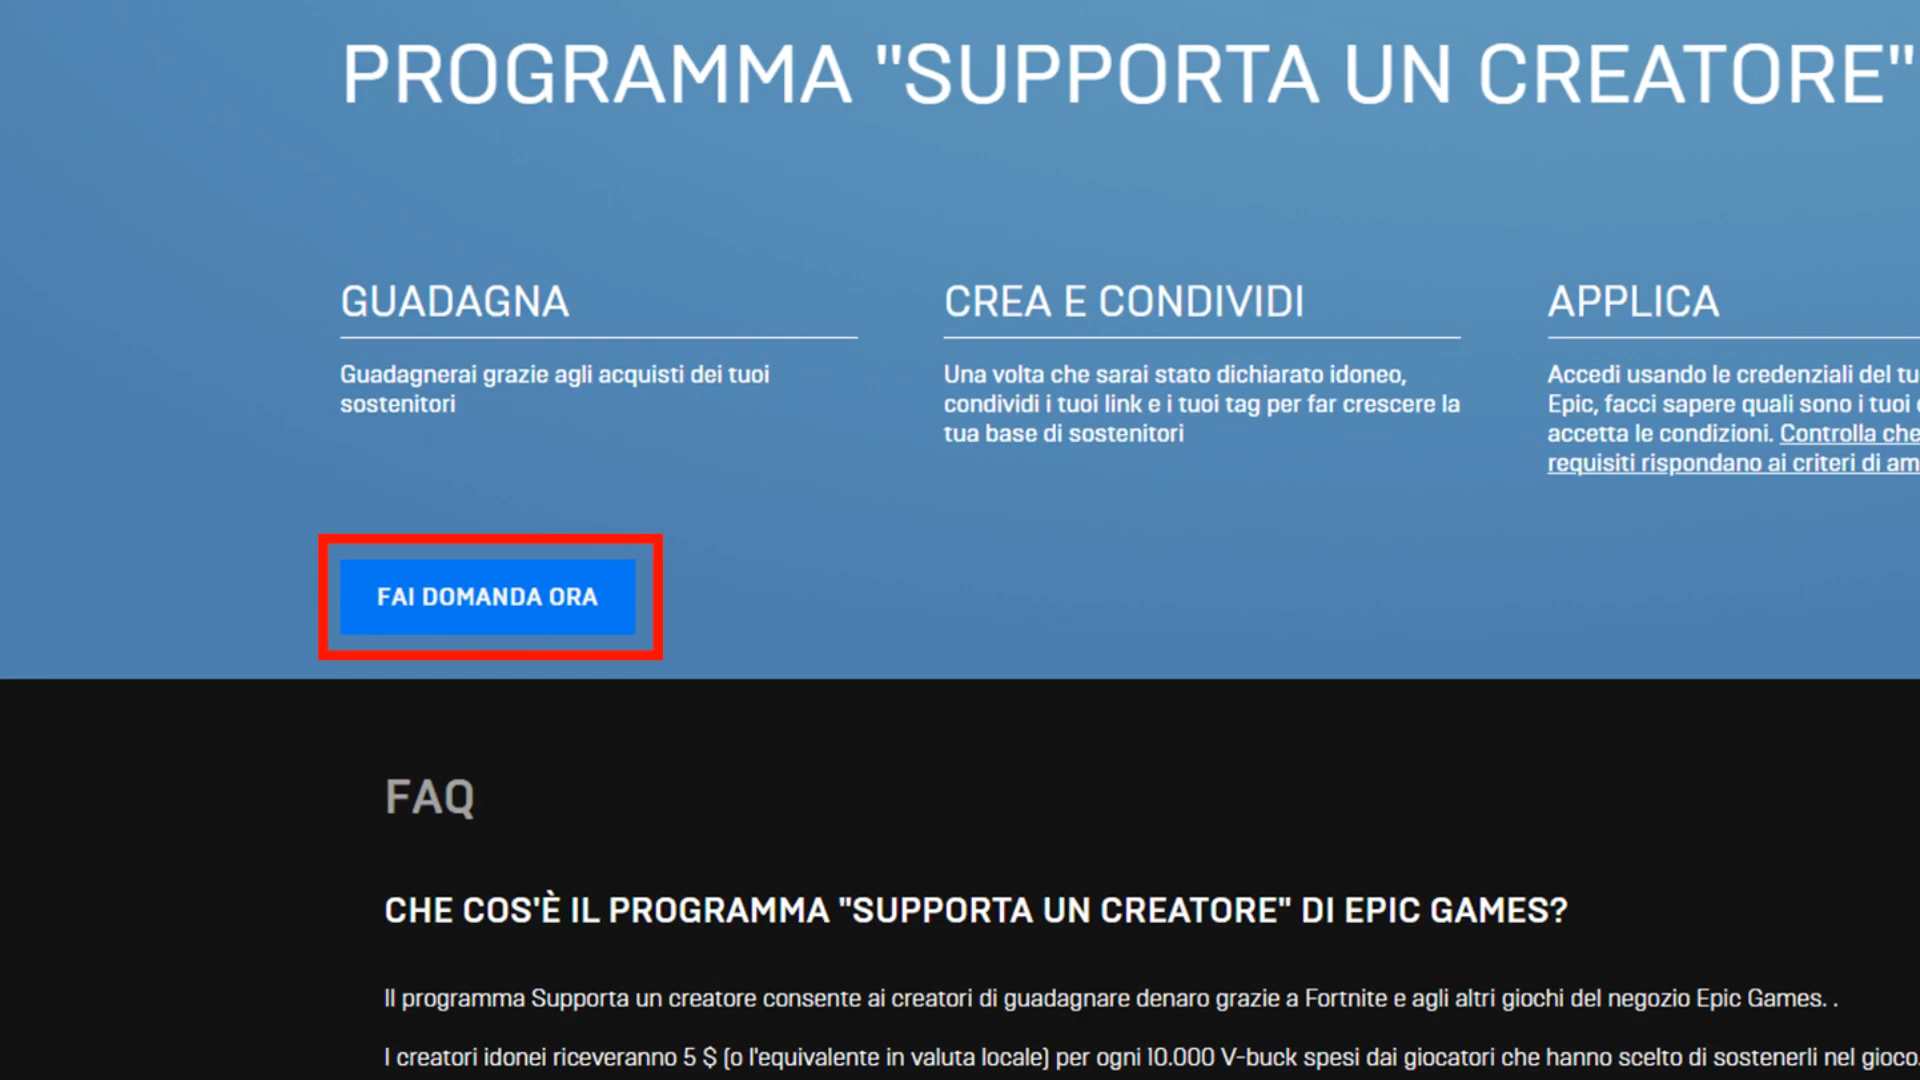 PROGRAMMA "SUPPORTA UN CREATORE"
GUADAGNA
Guadagnerai grazie agli acquisti dei tuoi
sostenitori
CREA E CONDIVIDI
Una volta che sarai stato dichiarato idoneo,
condividi i tuoi link e i tuoi tag per far crescere la
tua base di sostenitori
APPLICA
Accedi usando le credenziali del
Epic, facci sapere quali sono i tuoi
accetta le condizioni. Controlla che
requisiti rispondano ai criteri di
FAI DOMANDA ORA
FAQ
CHE COS'È IL PROGRAMMA "SUPPORTA UN CREATORE" DI EPIC GAMES?
Il programma Supporta un creatore consente ai creatori di guadagnare denaro grazie a Fortnite e agli altri giochi del negozio Epic Games. .
I creatori idonei riceveranno 5 $ (o l'equivalente in valuta locale) per ogni 10.000 V-buck spesi dai giocatori che hanno scelto di sostenerli nel gioco.